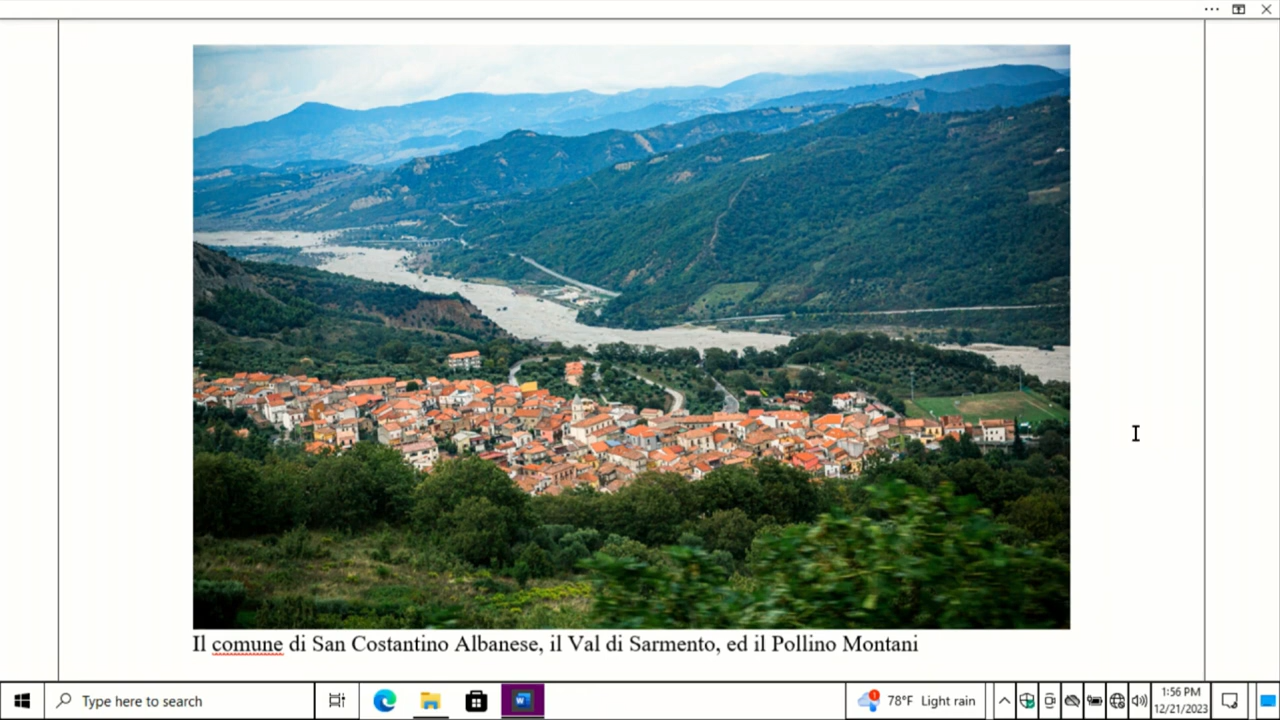 Il comune di San Costantino Albanese, il Val di Sarmento, ed il Pollino Montani
Type here to search
1
78°F Light rain
1:56 PM
12/21/2023